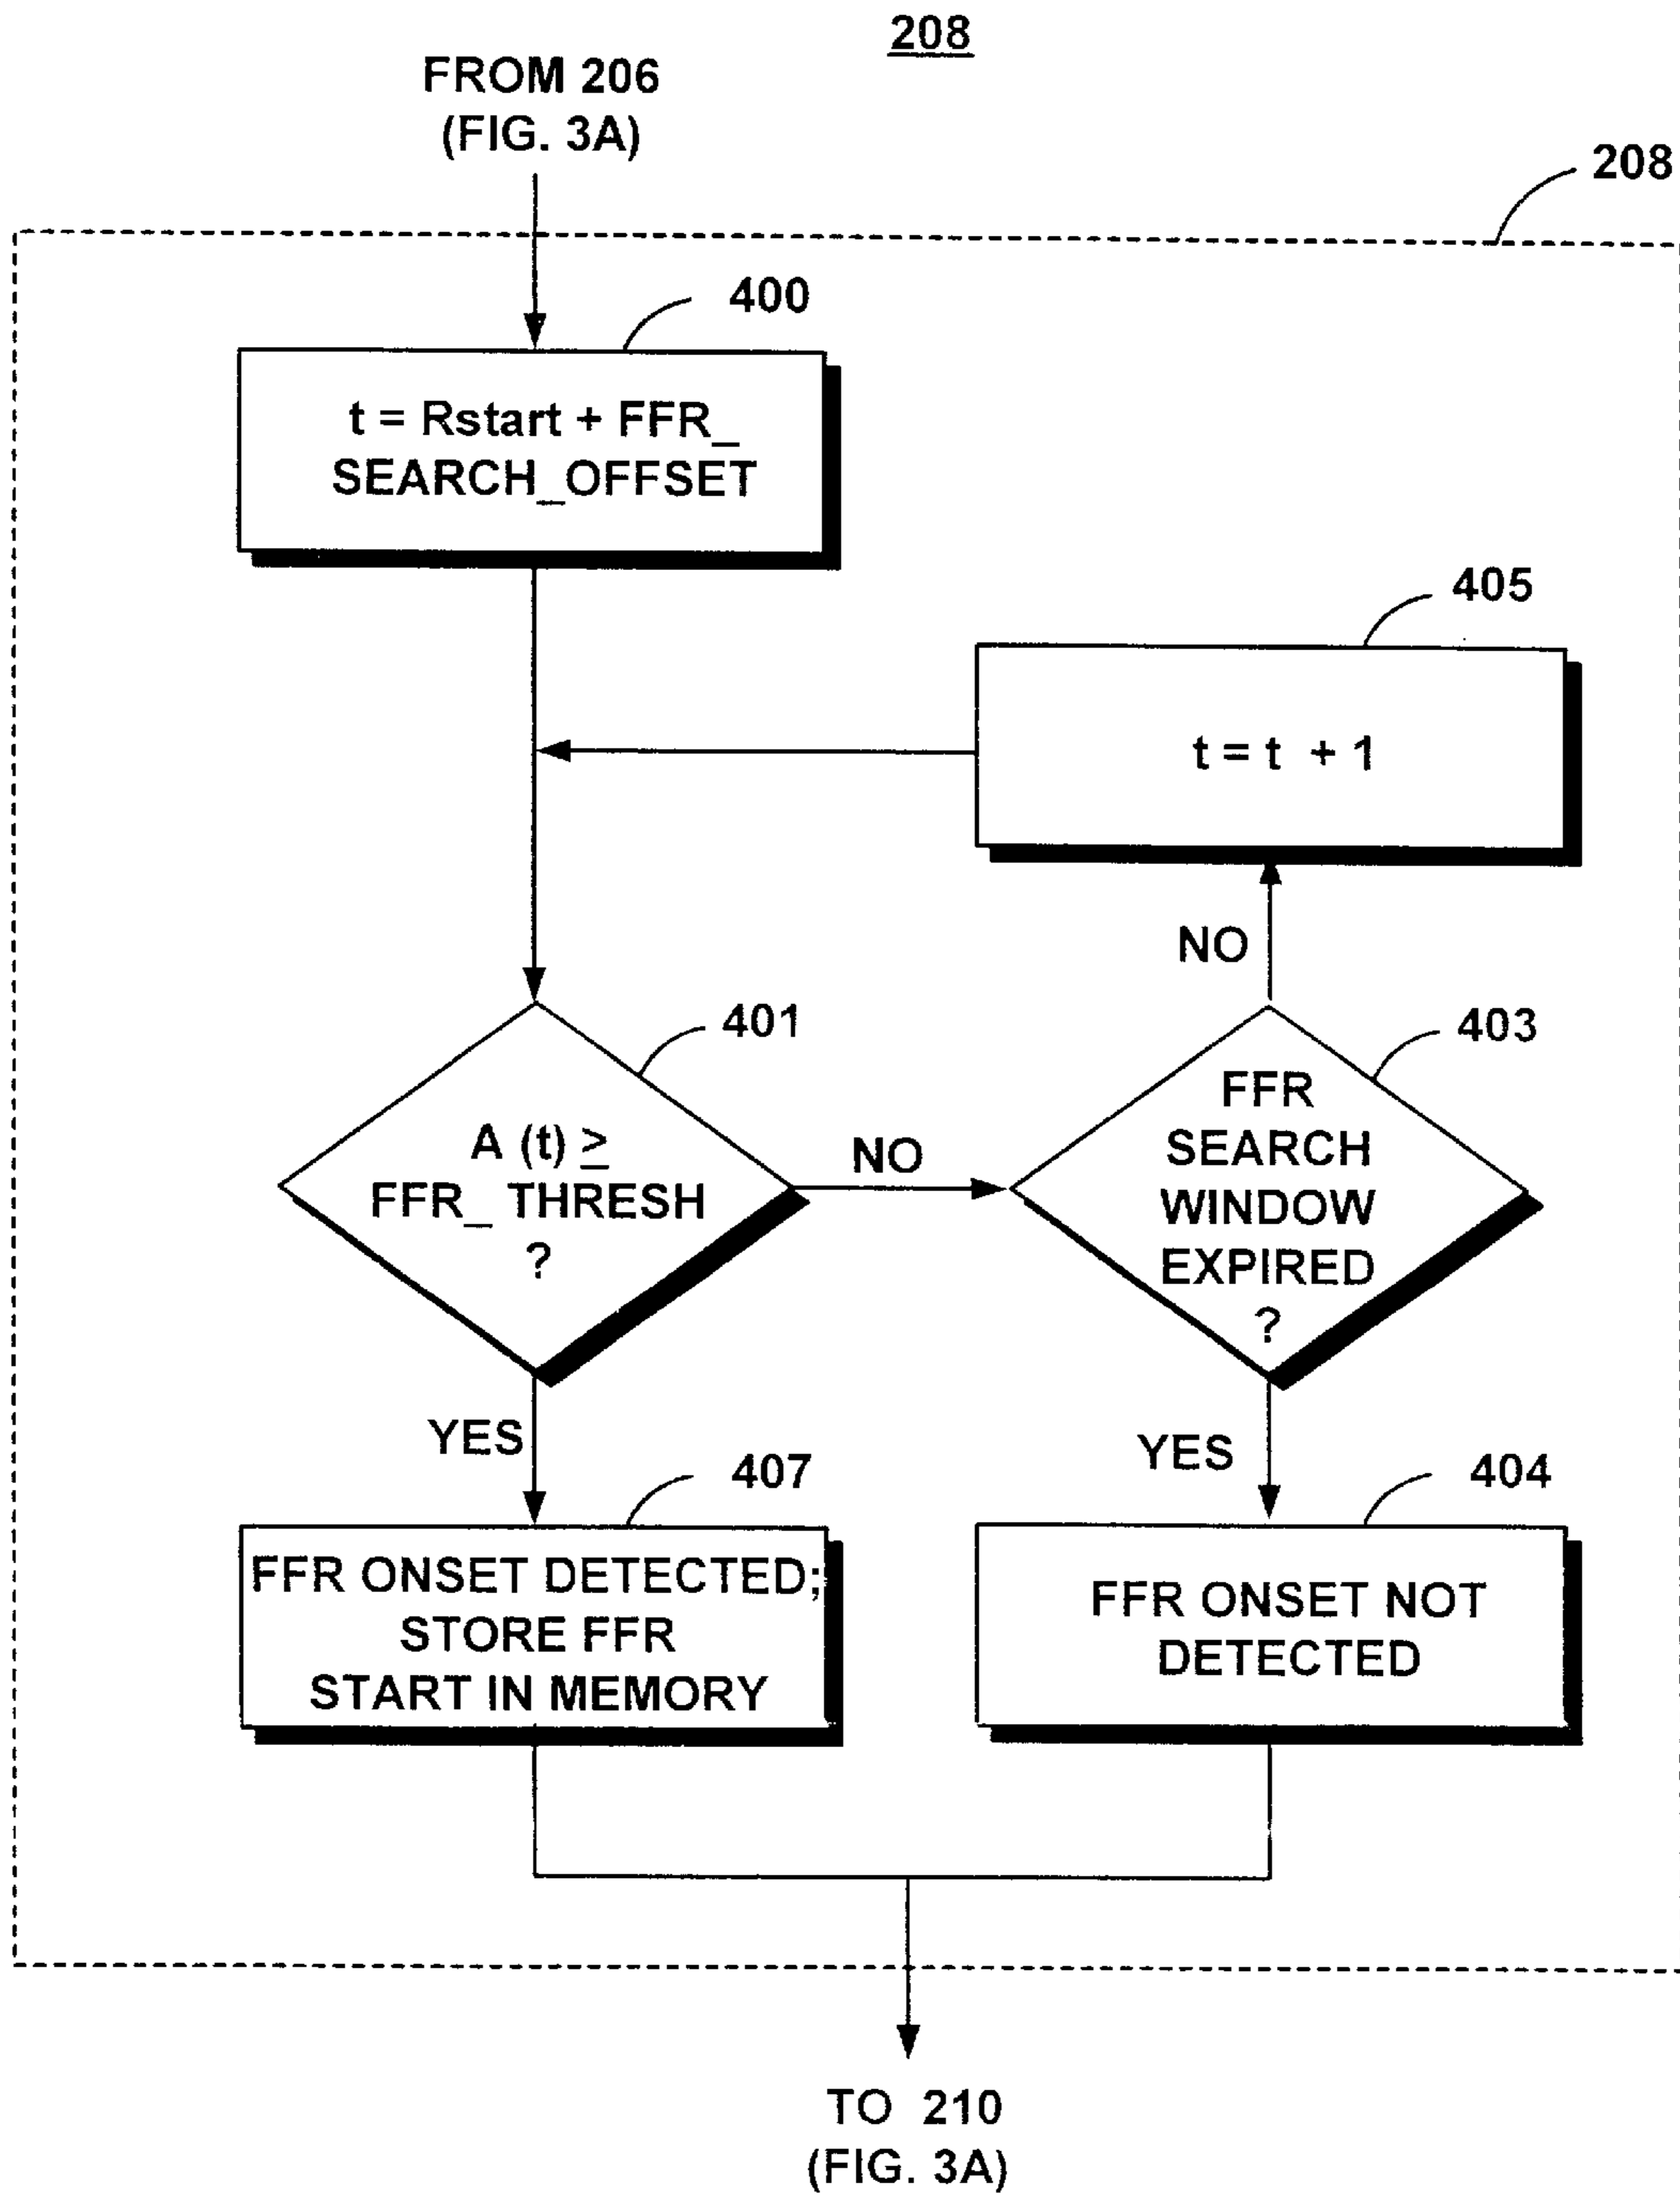 208
FROM 206
(FIG. 3A)
208
400
t = Rstart + FFR_
SEARCH_OFFSET
405
t = t + 1
NO
401
A (t) ≥
FFR_ THRESH
?
NO
403
FFR
SEARCH
WINDOW
EXPIRED
?
YES
YES
407
FFR ONSET DETECTED;
STORE FFR
START IN MEMORY
404
FFR ONSET NOT
DETECTED
TO 210
(FIG. 3A)